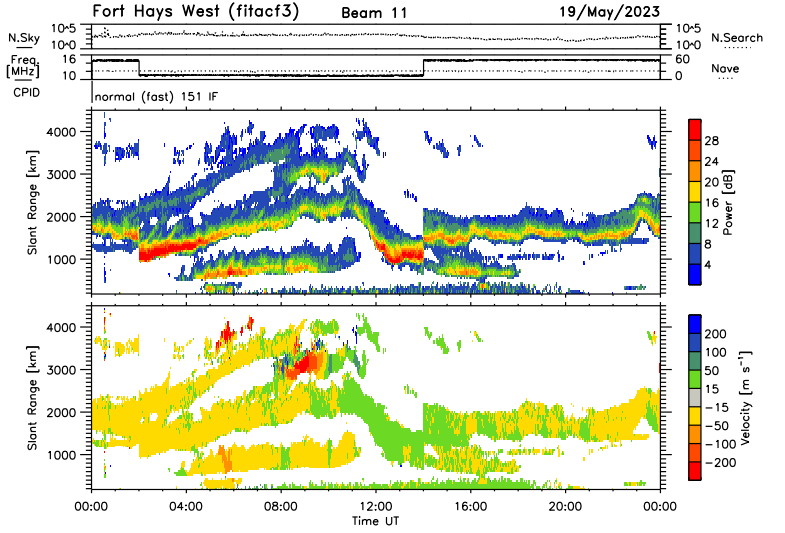 Fort Hays West (fitacf3) Beam 11 19/May/2023
N.Sky 10^5 10^0 10^5 10^0 N.Search
Freq. [MHz] 16 10 60 0 Nave
CPID normal (fast) 151 IF
Slant Range [km]
4000
3000
2000
1000
Power [dB]
28
24
20
16
12
8
4
Slant Range [km]
4000
3000
2000
1000
Velocity [m s^-1]
200
100
50
15
-15
-50
-100
-200
00:00 04:00 08:00 12:00 16:00 20:00 00:00
Time UT